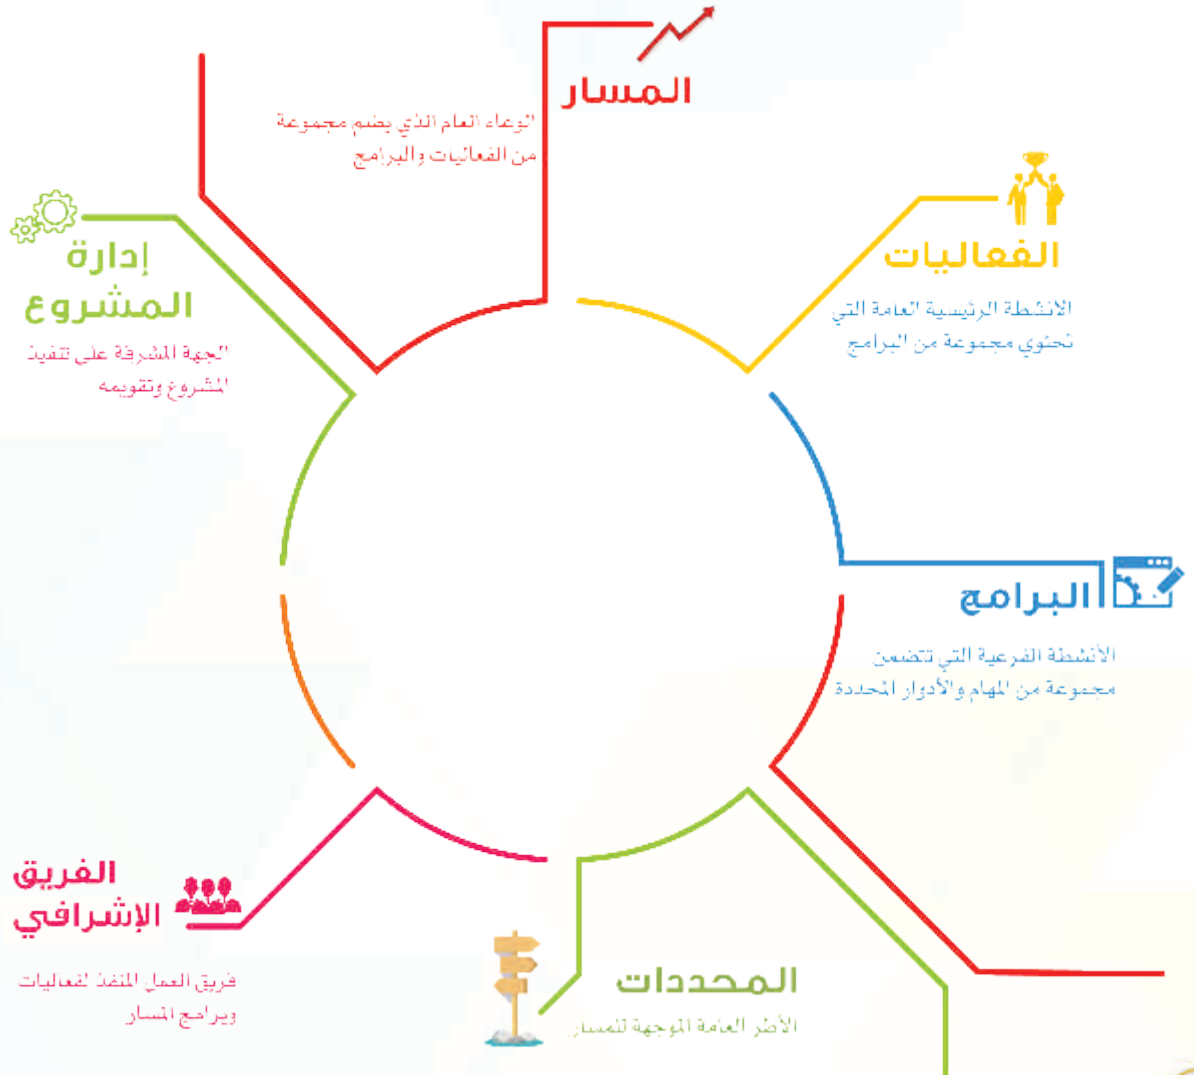 المسار
الوعاء العام الذي يضم مجموعة
من الفعاليات والبرامج
الفعاليات
الانشطة الرئيسية العامة التي
تحتوي مجموعة من البرامج
البرامج
الأنشطة الفرعية التي تتضمن
مجموعة من المهام والأدوار المحددة
المحددات
الأطر العامة الموجهة للمسار
الفريق
الإشرافي
فريق العمل المنفذ لفعاليات
وبرامج المسار
إدارة
المشروع
الجهة المشرفة على تنفيذ
المشروع وتقويمه